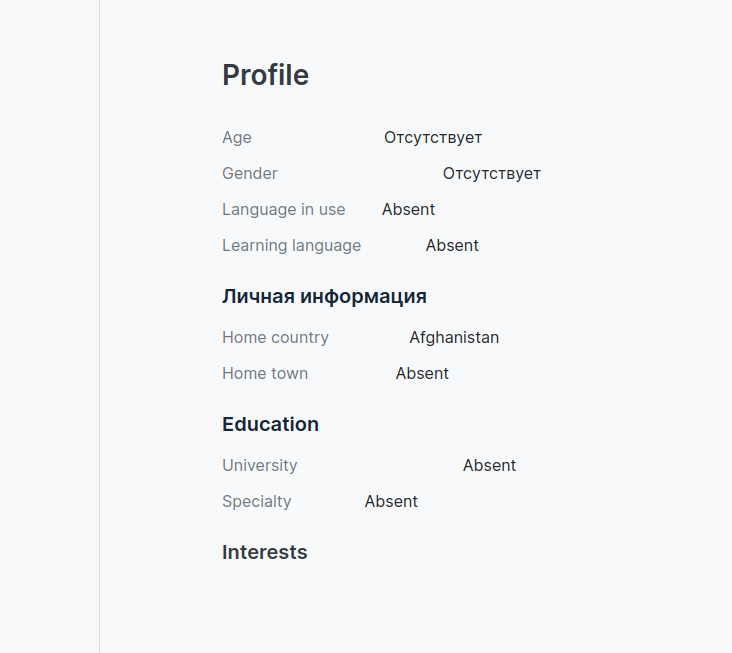 Profile
Age Отсутствует
Gender Отсутствует
Language in use Absent
Learning language Absent
Личная информация
Home country Afghanistan
Home town Absent
Education
University Absent
Specialty Absent
Interests